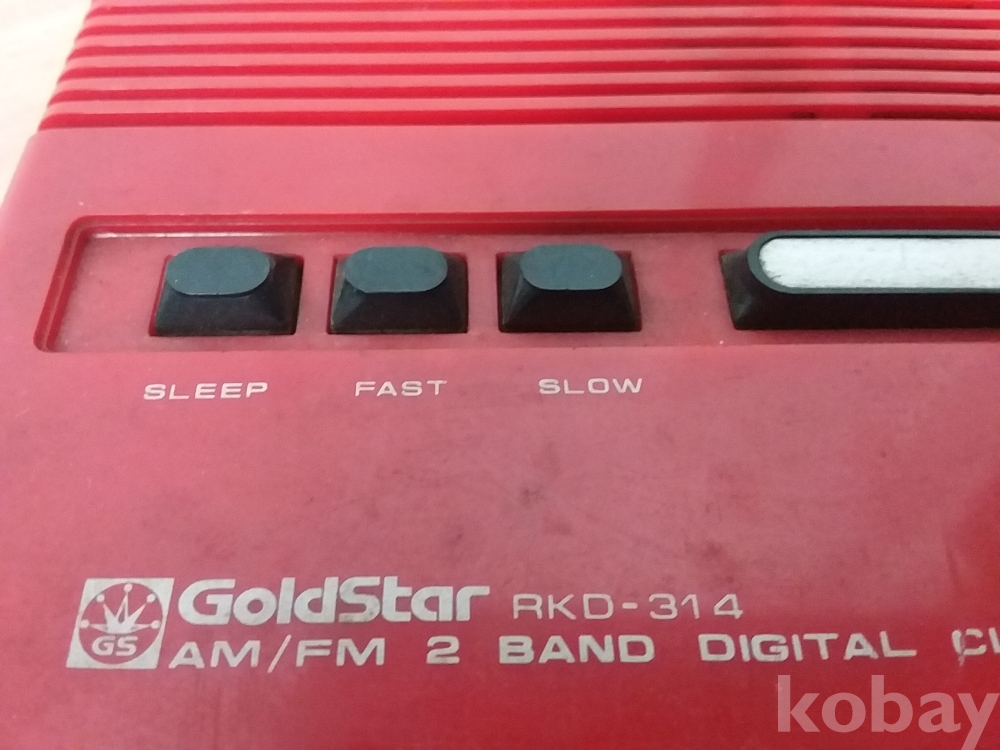 SLEEP FAST SLOW
GS GoldStar RKD-314
AM/FM 2 BAND DIGITAL
kobay